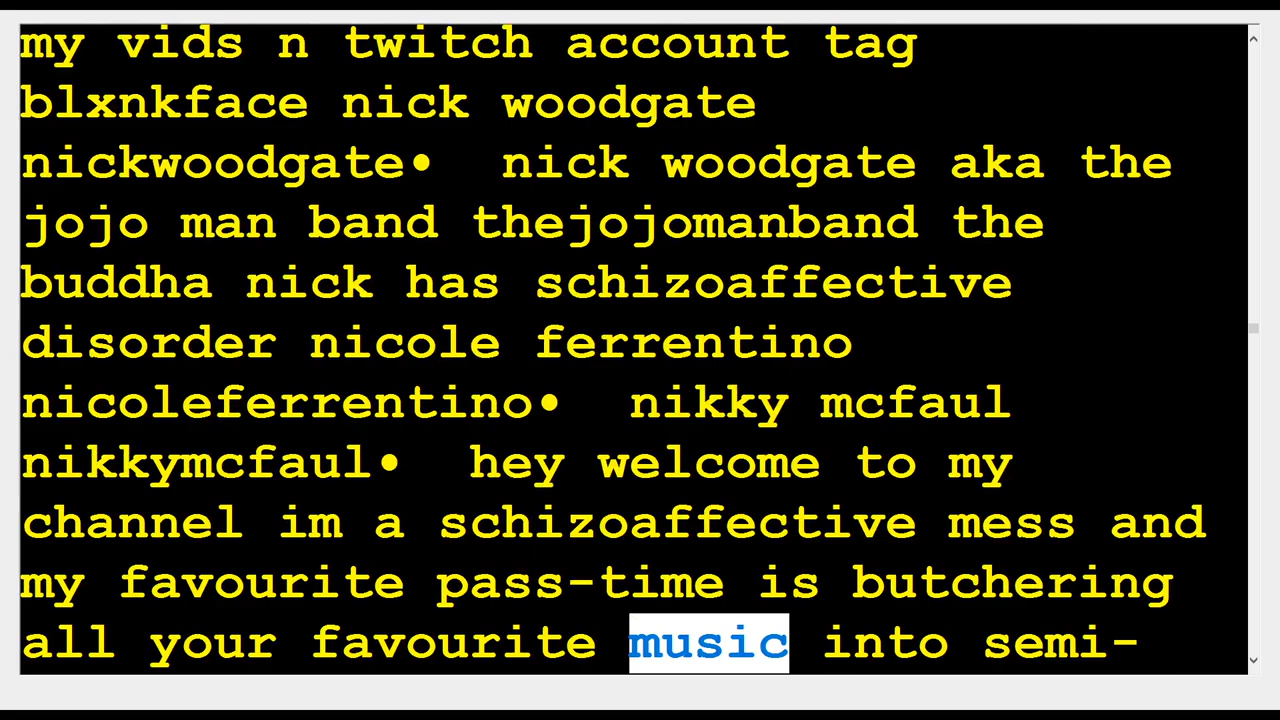 my vids n twitch account tag
blxnkface nick woodgate
nickwoodgate•  nick woodgate aka the
jojo man band thejojomanband the
buddha nick has schizoaffective
disorder nicole ferrentino
nicoleferrentino•  nikky mcfaul
nikkymcfaul•  hey welcome to my
channel im a schizoaffective mess and
my favourite pass-time is butchering
all your favourite music into semi-